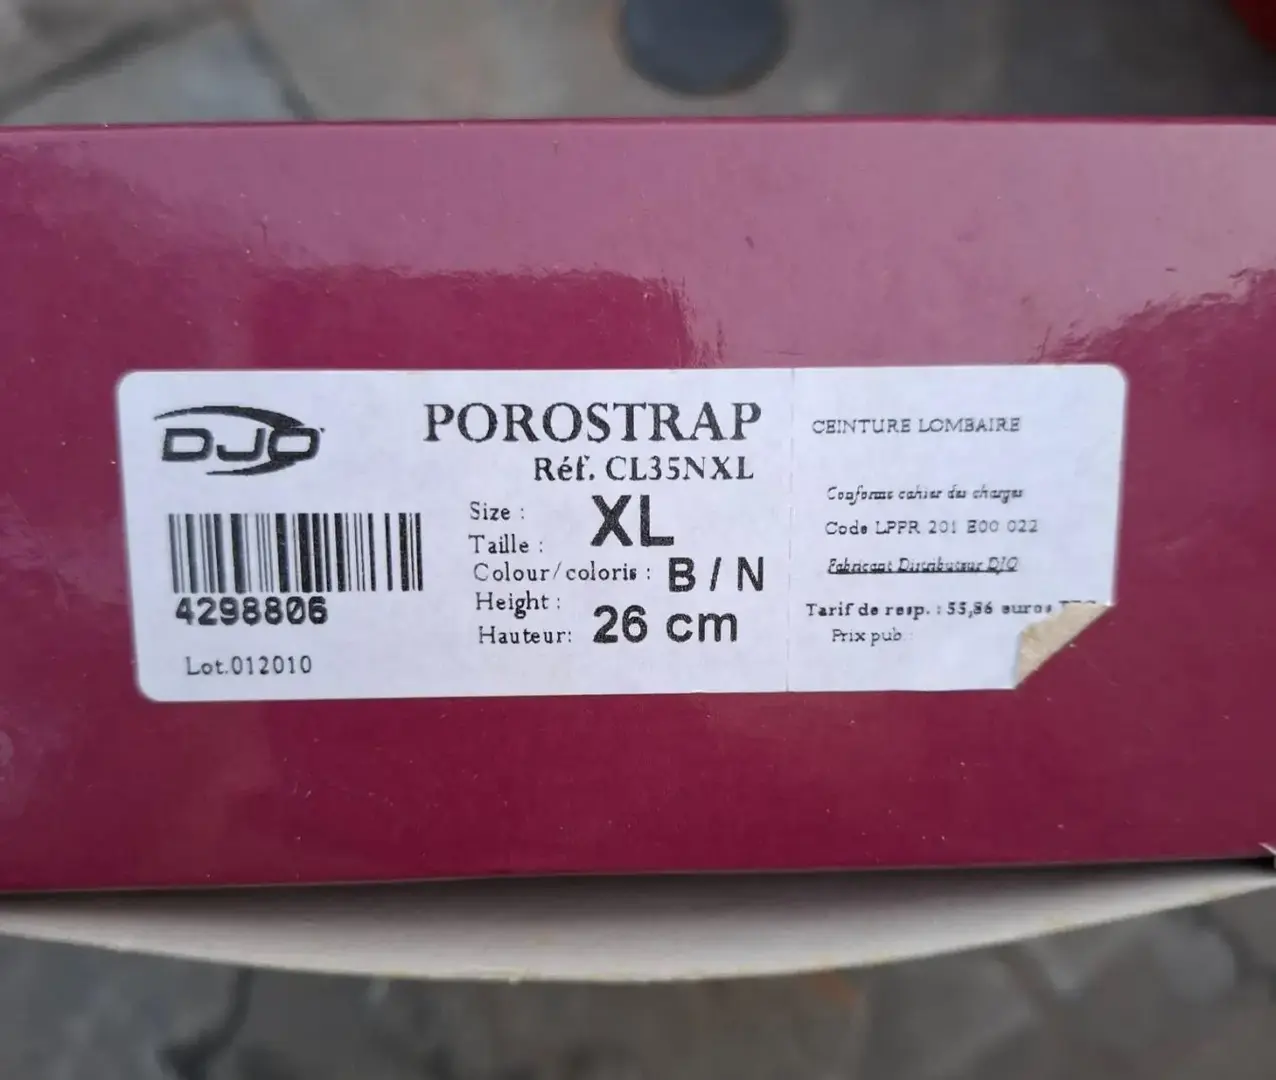 DJO
POROSTRAP
Réf. CL35NXL
Size :
XL
Taille :
Colour/coloris : B / N
Height :
Hauteur: 26 cm
4298806
Lot.012010
CEINTURE LOMBAIRE
Conforme cahier des charges
Code LPPR 201 E00 022
Fabricant Distributeur DJO
Tarif de resp. : 55,86 euros
Prix pub :